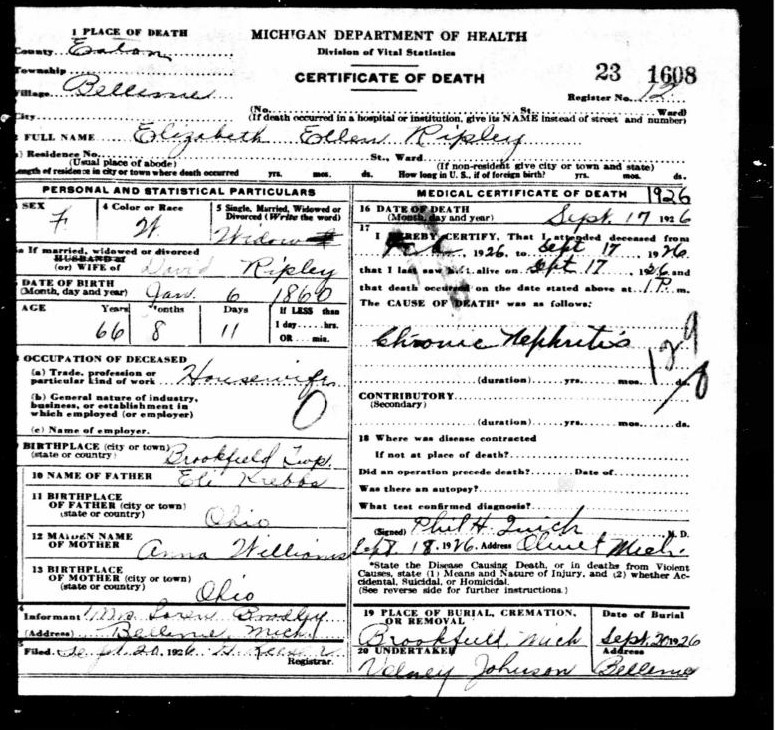 1 PLACE OF DEATH
County Eaton
Township
Village Bellevue
City
MICHIGAN DEPARTMENT OF HEALTH
Division of Vital Statistics
CERTIFICATE OF DEATH
23 1608
Register No. 12
(No. St. Ward)
(If death occurred in a hospital or institution, give its NAME instead of street and number)
FULL NAME Elizabeth Ellen Ripley
Residence No. St., Ward.
(Usual place of abode) (If non-resident give city or town and state)
Length of residence in city or town where death occurred yrs. mos. ds. How long in U. S., if of foreign birth? yrs. mos. ds.
PERSONAL AND STATISTICAL PARTICULARS
SEX F.
4 Color or Race W
5 Single, Married, Widowed or Divorced (Write the word)
Widow
a If married, widowed or divorced
HUSBAND of
(or) WIFE of David Ripley
DATE OF BIRTH
(Month, day and year) Jan. 6 1860
AGE Years Months Days If LESS than
66 8 11 1 day....hrs.
OR ... min.
OCCUPATION OF DECEASED
(a) Trade, profession or
particular kind of work Housewife
(b) General nature of industry,
business, or establishment in
which employed (or employer)
(c) Name of employer.
BIRTHPLACE (city or town)
(state or country) Brookfield Twp.
10 NAME OF FATHER Eli Krebbs
11 BIRTHPLACE
OF FATHER (city or town)
(state or country) Ohio
12 MAIDEN NAME
OF MOTHER Anna Williams
13 BIRTHPLACE
OF MOTHER (city or town)
(state or country) Ohio
Informant Mrs Loren Bradley
(Address) Bellevue, Mich
Filed Sept. 20 1926
Registrar.
MEDICAL CERTIFICATE OF DEATH 1926
16 DATE OF DEATH
(Month, day and year) Sept. 17 1926
17
I HEREBY CERTIFY, That I attended deceased from
1926, to Sept 17 1926
that I last saw alive on Sept 17 1926 and
that death occurred on the date stated above at 1 P. m.
The CAUSE OF DEATH* was as follows:
Chronic Nephritis
129
(duration) yrs. mos. ds.
CONTRIBUTORY
(Secondary)
(duration) yrs. mos. ds.
18 Where was disease contracted
If not at place of death?
Did an operation precede death? Date of
Was there an autopsy?
What test confirmed diagnosis?
(Signed) Phil H. Quick M. D.
Sept 18, 1926 Address Olivet Mich.
*State the Disease Causing Death, or in deaths from Violent
Causes, state (1) Means and Nature of Injury, and (2) whether Ac-
cidental, Suicidal, or Homicidal.
(See reverse side for further instructions.)
19 PLACE OF BURIAL, CREMATION, OR REMOVAL
Brookfield Mich
Date of Burial
Sept. 20 1926
20 UNDERTAKER
Volney Johnson
Address
Bellevue